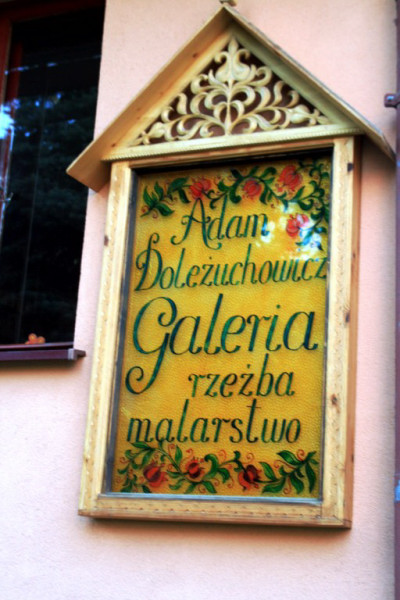 Adam
Doleżuchowicz
Galeria
rzeźba
malarstwo